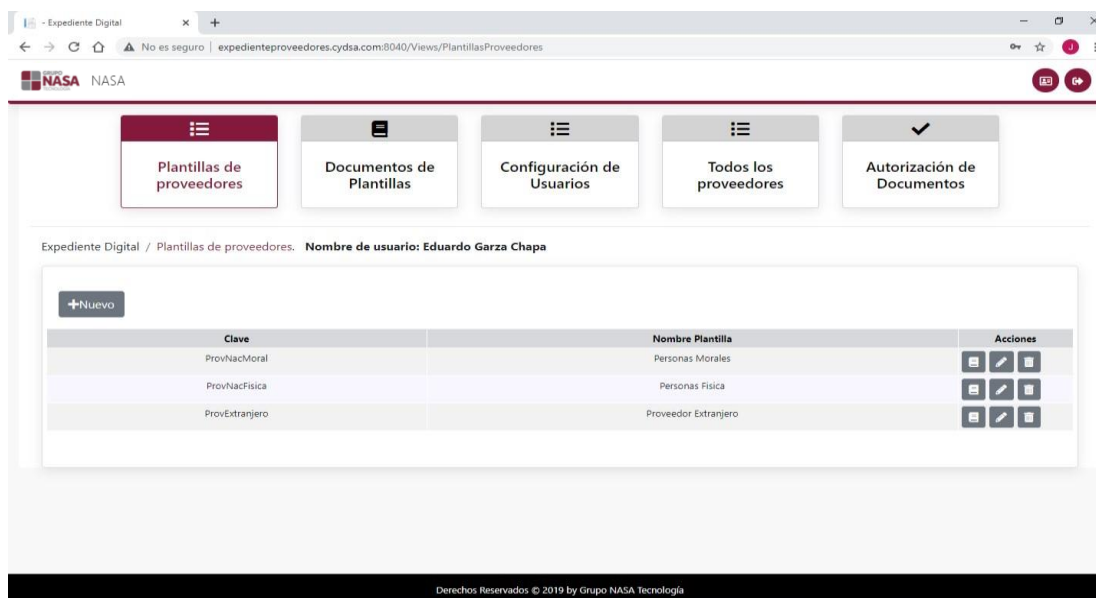 - Expediente Digital
No es seguro | expedienteproveedores.cydsa.com:8040/Views/PlantillasProveedores
J
GRUPO
NASA
TECNOLOGÍA
NASA
Plantillas de
proveedores
Documentos de
Plantillas
Configuración de
Usuarios
Todos los
proveedores
Autorización de
Documentos
Expediente Digital / Plantillas de proveedores. Nombre de usuario: Eduardo Garza Chapa
+Nuevo
Clave Nombre Plantilla Acciones
ProvNacMoral Personas Morales
ProvNacFisica Personas Fisica
ProvExtranjero Proveedor Extranjero
Derechos Reservados © 2019 by Grupo NASA Tecnología